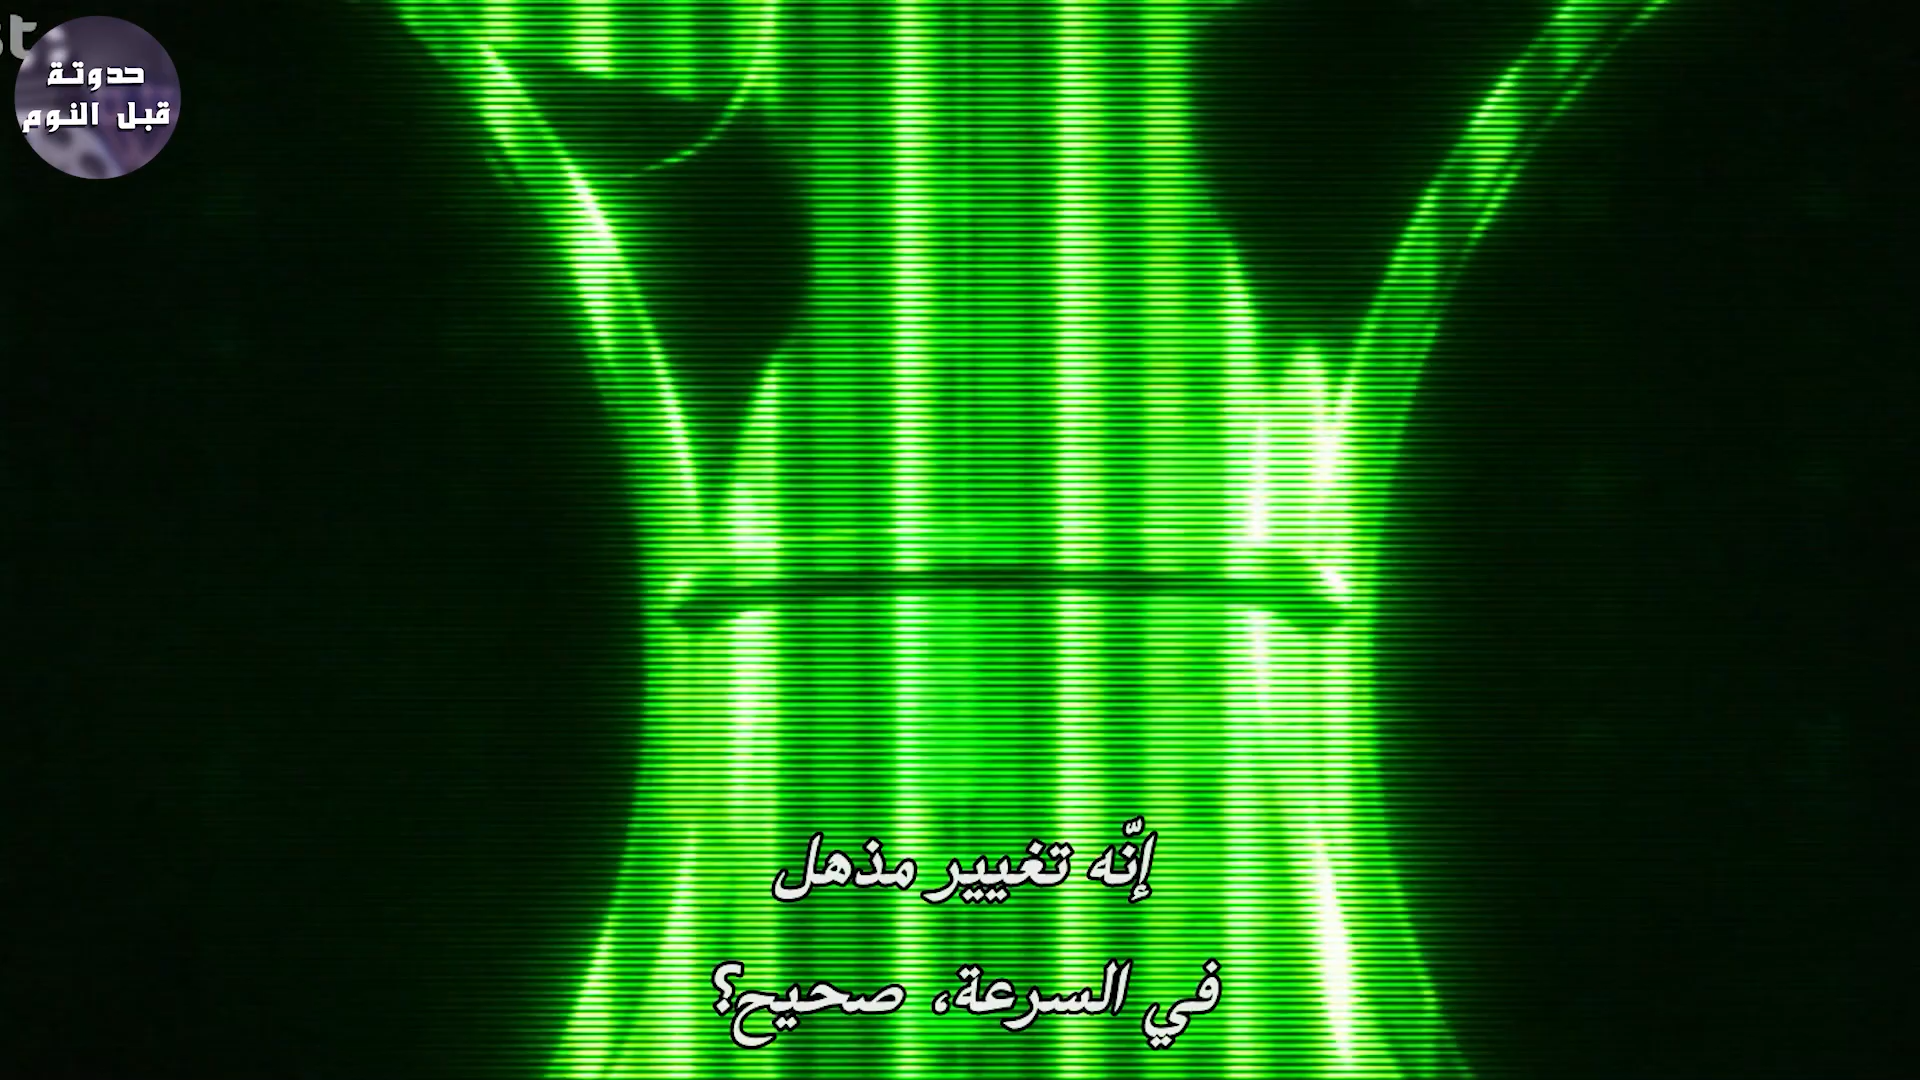 حدوتة
قبل النوم
إنّه تغيير مذهل
في السرعة، صحيح؟